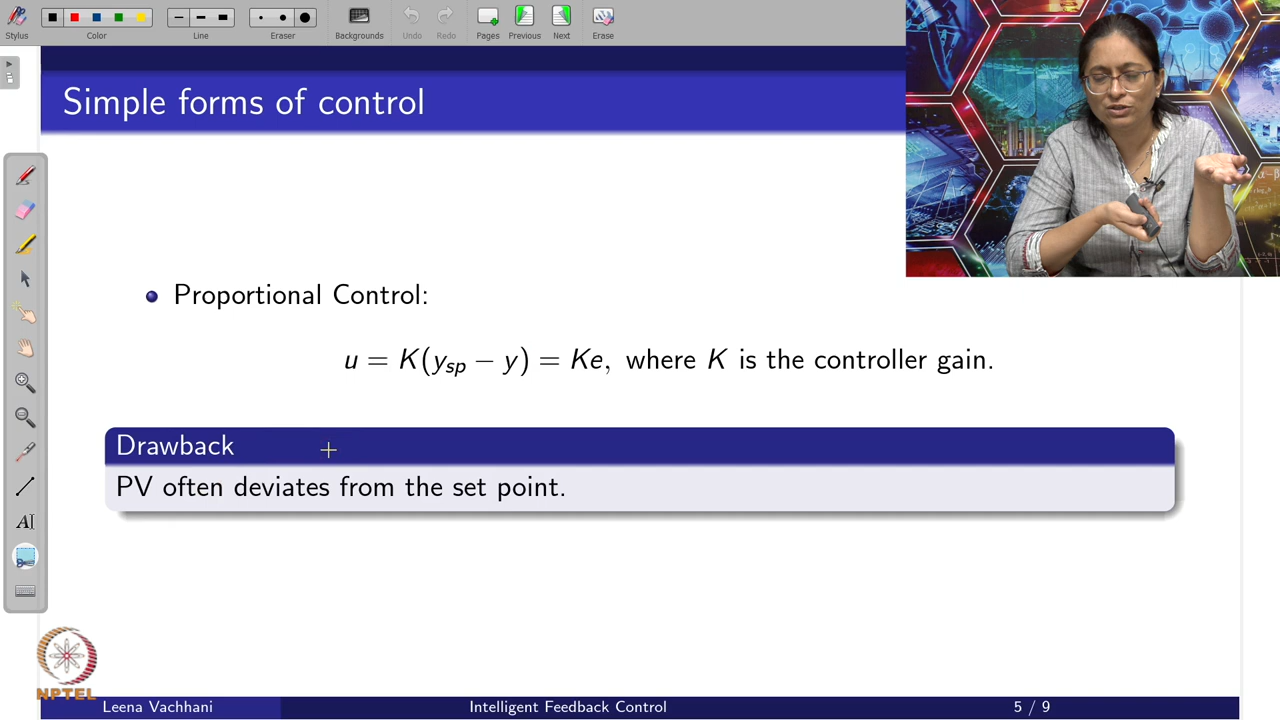 Stylus
Color
Line
Eraser
Backgrounds
Undo
Redo
Pages
Previous
Next
Erase
Simple forms of control
Proportional Control:
u = K(y_sp − y) = Ke, where K is the controller gain.
Drawback
PV often deviates from the set point.
NPTEL
Leena Vachhani
Intelligent Feedback Control
5 / 9